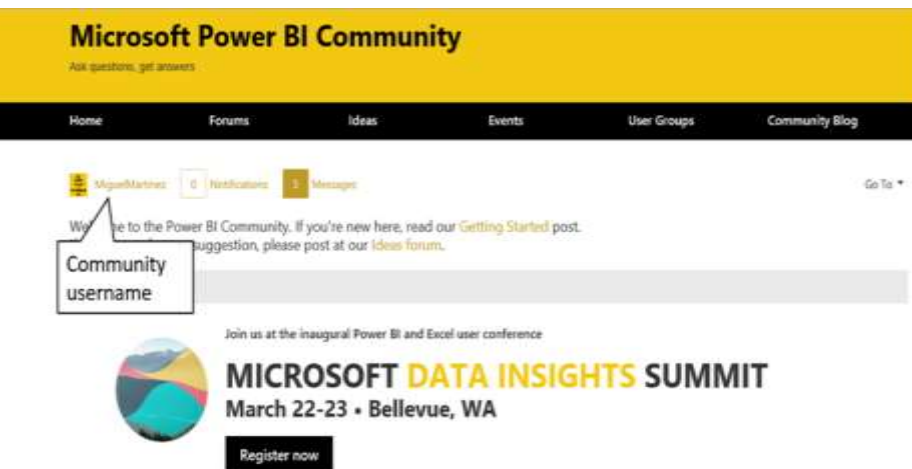 Microsoft Power BI Community
Ask questions, get answers
Home Forums Ideas Events User Groups Community Blog
MiguelMartinez 0 Notifications Messages Go To
We me to the Power BI Community. If you're new here, read our Getting Started post.
suggestion, please post at our Ideas forum.
Community
username
Join us at the inaugural Power BI and Excel user conference
MICROSOFT DATA INSIGHTS SUMMIT
March 22-23 • Bellevue, WA
Register now